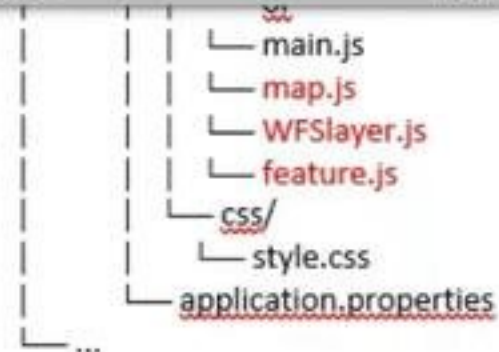 main.js
map.js
WFSlayer.js
feature.js
css/
style.css
application.properties
...